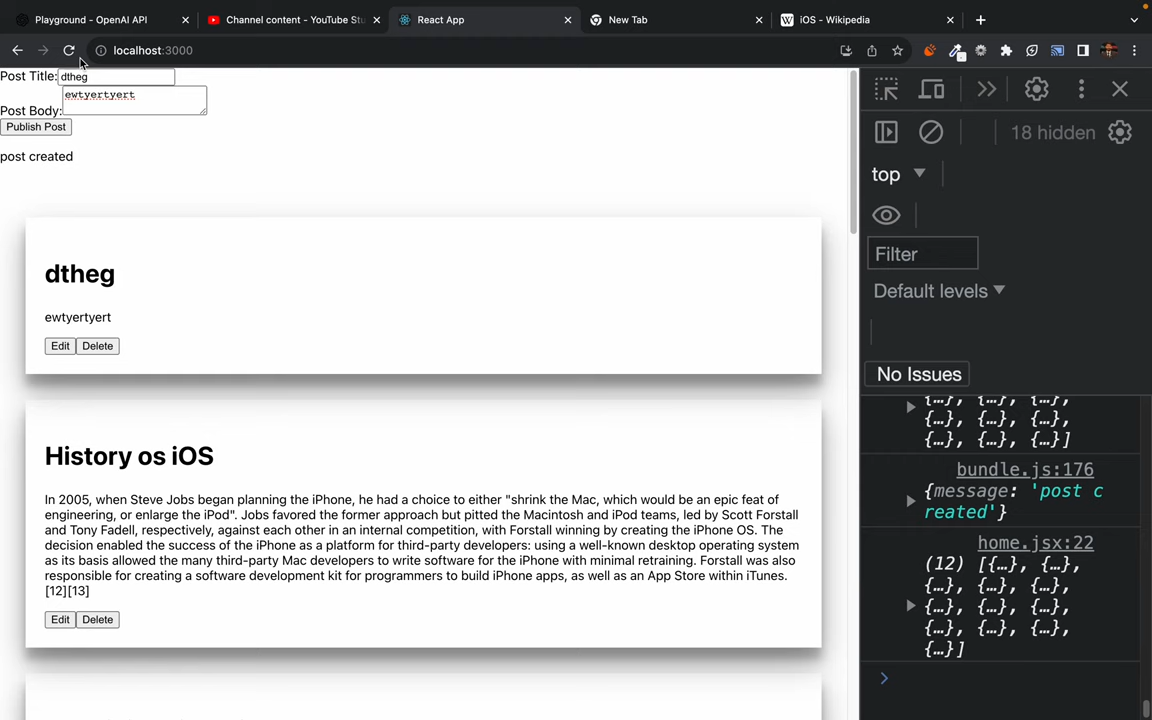 Playground - OpenAI API
YouTube
Channel content - YouTube Stu
React App
New Tab
iOS - Wikipedia
localhost:3000
Post Title: dtheg
Post Body: ewtyertyert
Publish Post
post created
dtheg
ewtyertyert
Edit Delete
History os iOS
In 2005, when Steve Jobs began planning the iPhone, he had a choice to either "shrink the Mac, which would be an epic feat of
engineering, or enlarge the iPod". Jobs favored the former approach but pitted the Macintosh and iPod teams, led by Scott Forstall
and Tony Fadell, respectively, against each other in an internal competition, with Forstall winning by creating the iPhone OS. The
decision enabled the success of the iPhone as a platform for third-party developers: using a well-known desktop operating system
as its basis allowed the many third-party Mac developers to write software for the iPhone with minimal retraining. Forstall was also
responsible for creating a software development kit for programmers to build iPhone apps, as well as an App Store within iTunes.
[12][13]
Edit Delete
18 hidden
top
Filter
Default levels
No Issues
{…}, {…}, {…},
{…}, {…}, {…},
{…}, {…}, {…}]
bundle.js:176
{message: 'post c
reated'}
home.jsx:22
(12) [{…}, {…},
{…}, {…}, {…},
{…}, {…}, {…},
{…}, {…}, {…},
{…}]